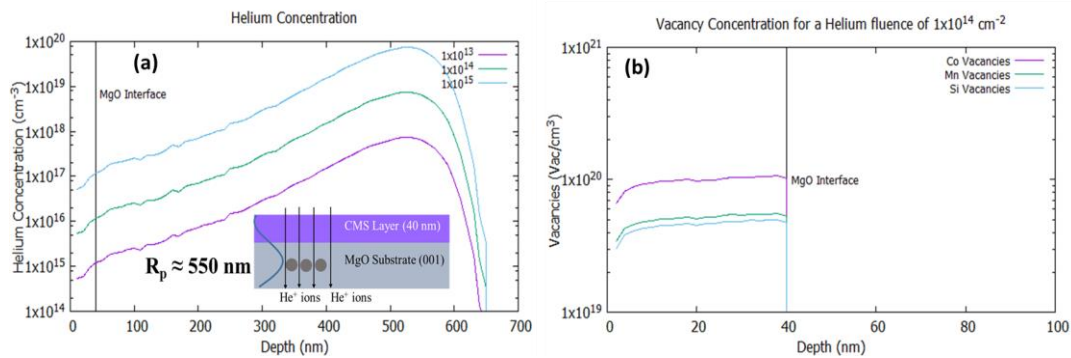 Helium Concentration
(a)
1x10^13
1x10^14
1x10^15
MgO Interface
Helium Concentration (cm^-3)
1x10^20
1x10^19
1x10^18
1x10^17
1x10^16
1x10^15
1x10^14
R_p ≈ 550 nm
CMS Layer (40 nm)
MgO Substrate (001)
He^+ ions He^+ ions
0 100 200 300 400 500 600 700
Depth (nm)
Vacancy Concentration for a Helium fluence of 1x10^14 cm^-2
(b)
Co Vacancies
Mn Vacancies
Si Vacancies
Vacancies (Vac/cm^3)
1x10^21
1x10^20
1x10^19
MgO Interface
0 20 40 60 80 100
Depth (nm)